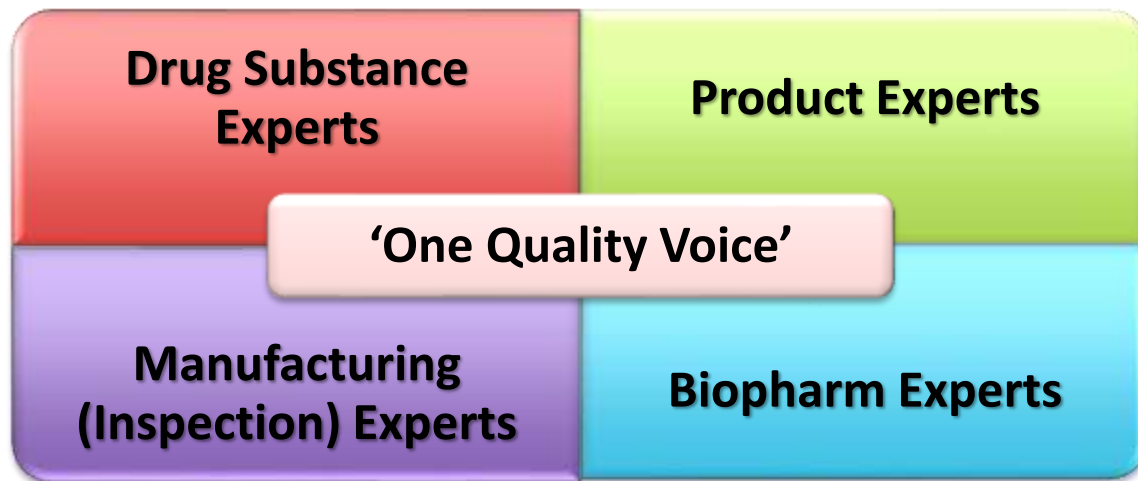 Drug Substance
Experts
Product Experts
‘One Quality Voice’
Manufacturing
(Inspection) Experts
Biopharm Experts